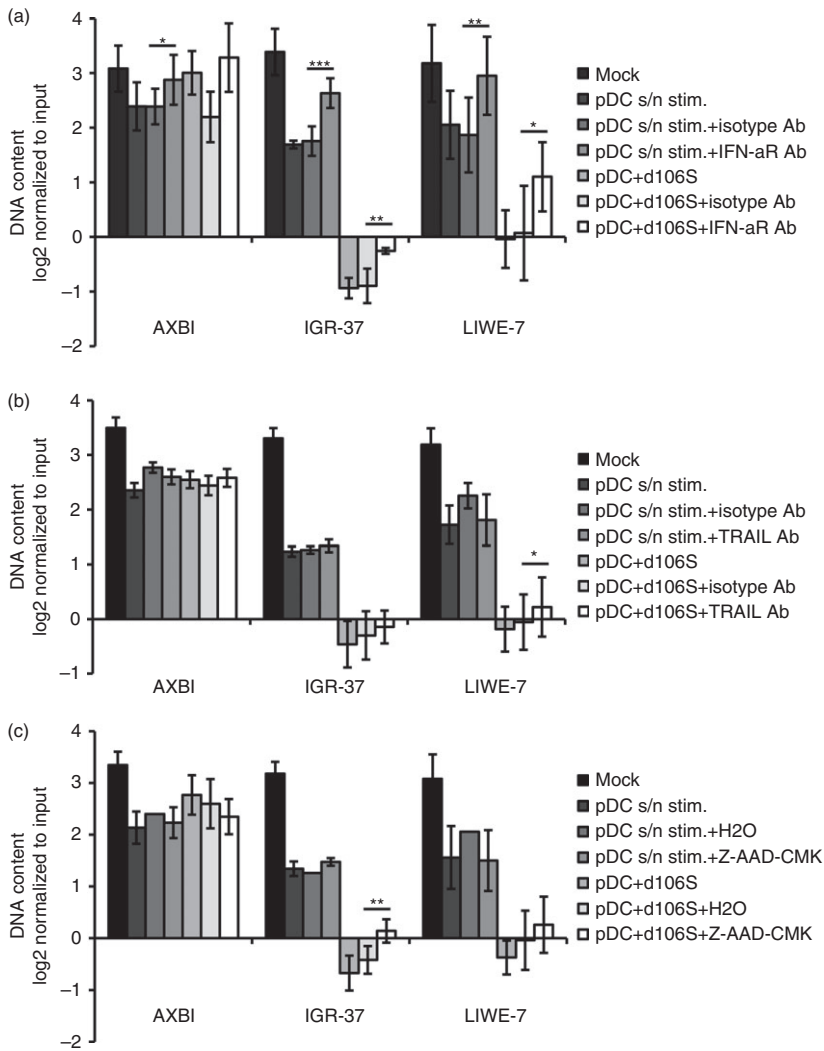 (a)
DNA content
log2 normalized to input
4
3
2
1
0
–1
–2
*
***
**
**
*
AXBI
IGR-37
LIWE-7
Mock
pDC s/n stim.
pDC s/n stim.+isotype Ab
pDC s/n stim.+IFN-aR Ab
pDC+d106S
pDC+d106S+isotype Ab
pDC+d106S+IFN-aR Ab
(b)
DNA content
log2 normalized to input
4
3
2
1
0
–1
*
AXBI
IGR-37
LIWE-7
Mock
pDC s/n stim.
pDC s/n stim.+isotype Ab
pDC s/n stim.+TRAIL Ab
pDC+d106S
pDC+d106S+isotype Ab
pDC+d106S+TRAIL Ab
(c)
DNA content
log2 normalized to input
4
3
2
1
0
–1
–2
**
AXBI
IGR-37
LIWE-7
Mock
pDC s/n stim.
pDC s/n stim.+H2O
pDC s/n stim.+Z-AAD-CMK
pDC+d106S
pDC+d106S+H2O
pDC+d106S+Z-AAD-CMK